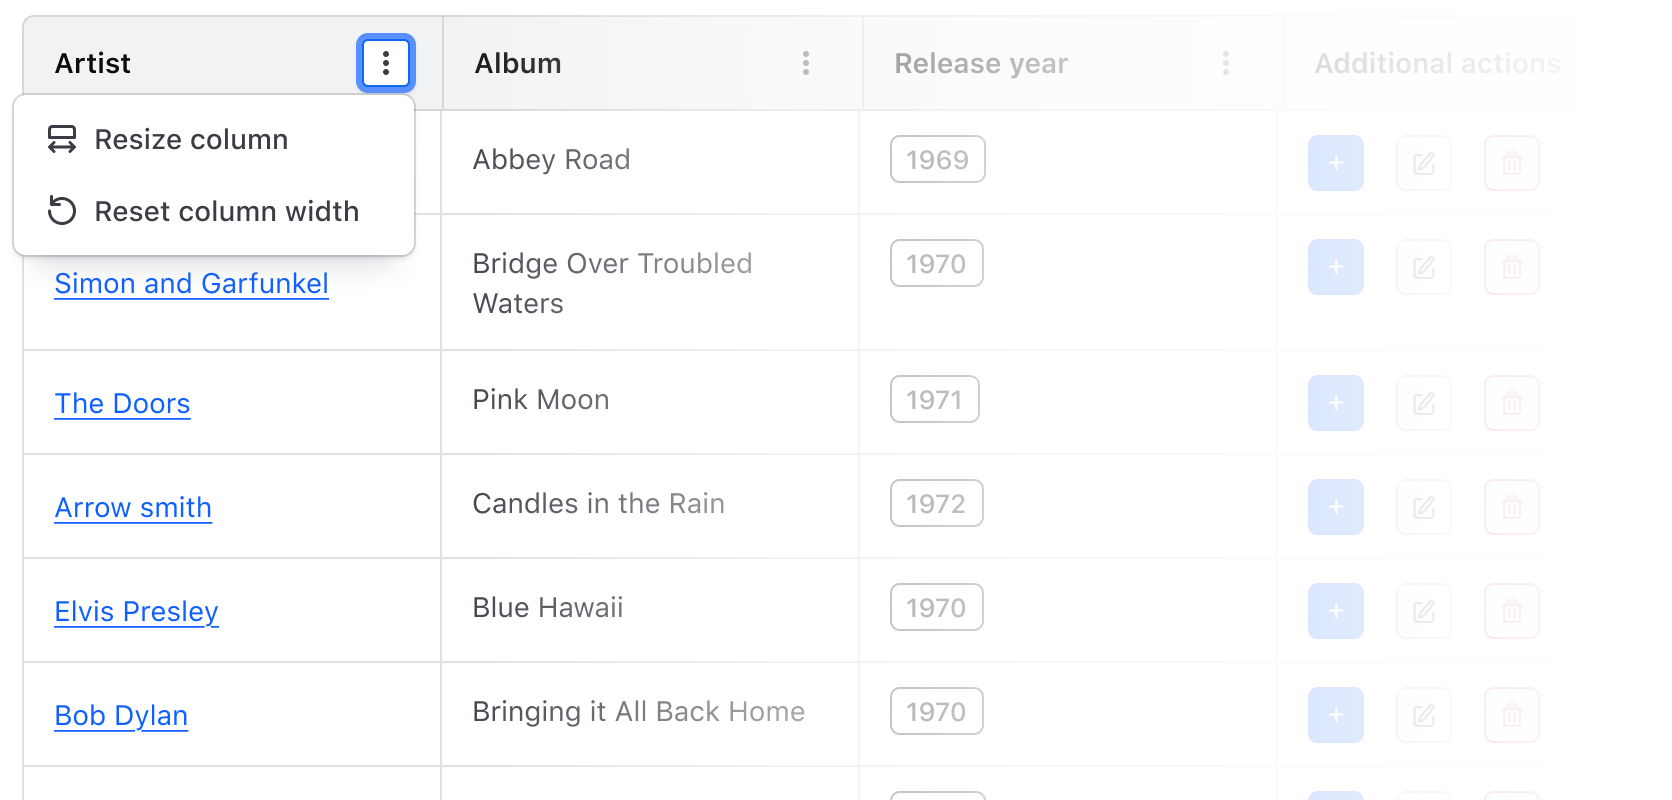 Artist
Album
Release year
Additional actions
Resize column
Reset column width
Abbey Road
1969
Simon and Garfunkel
Bridge Over Troubled
Waters
1970
The Doors
Pink Moon
1971
Arrow smith
Candles in the Rain
1972
Elvis Presley
Blue Hawaii
1970
Bob Dylan
Bringing it All Back Home
1970